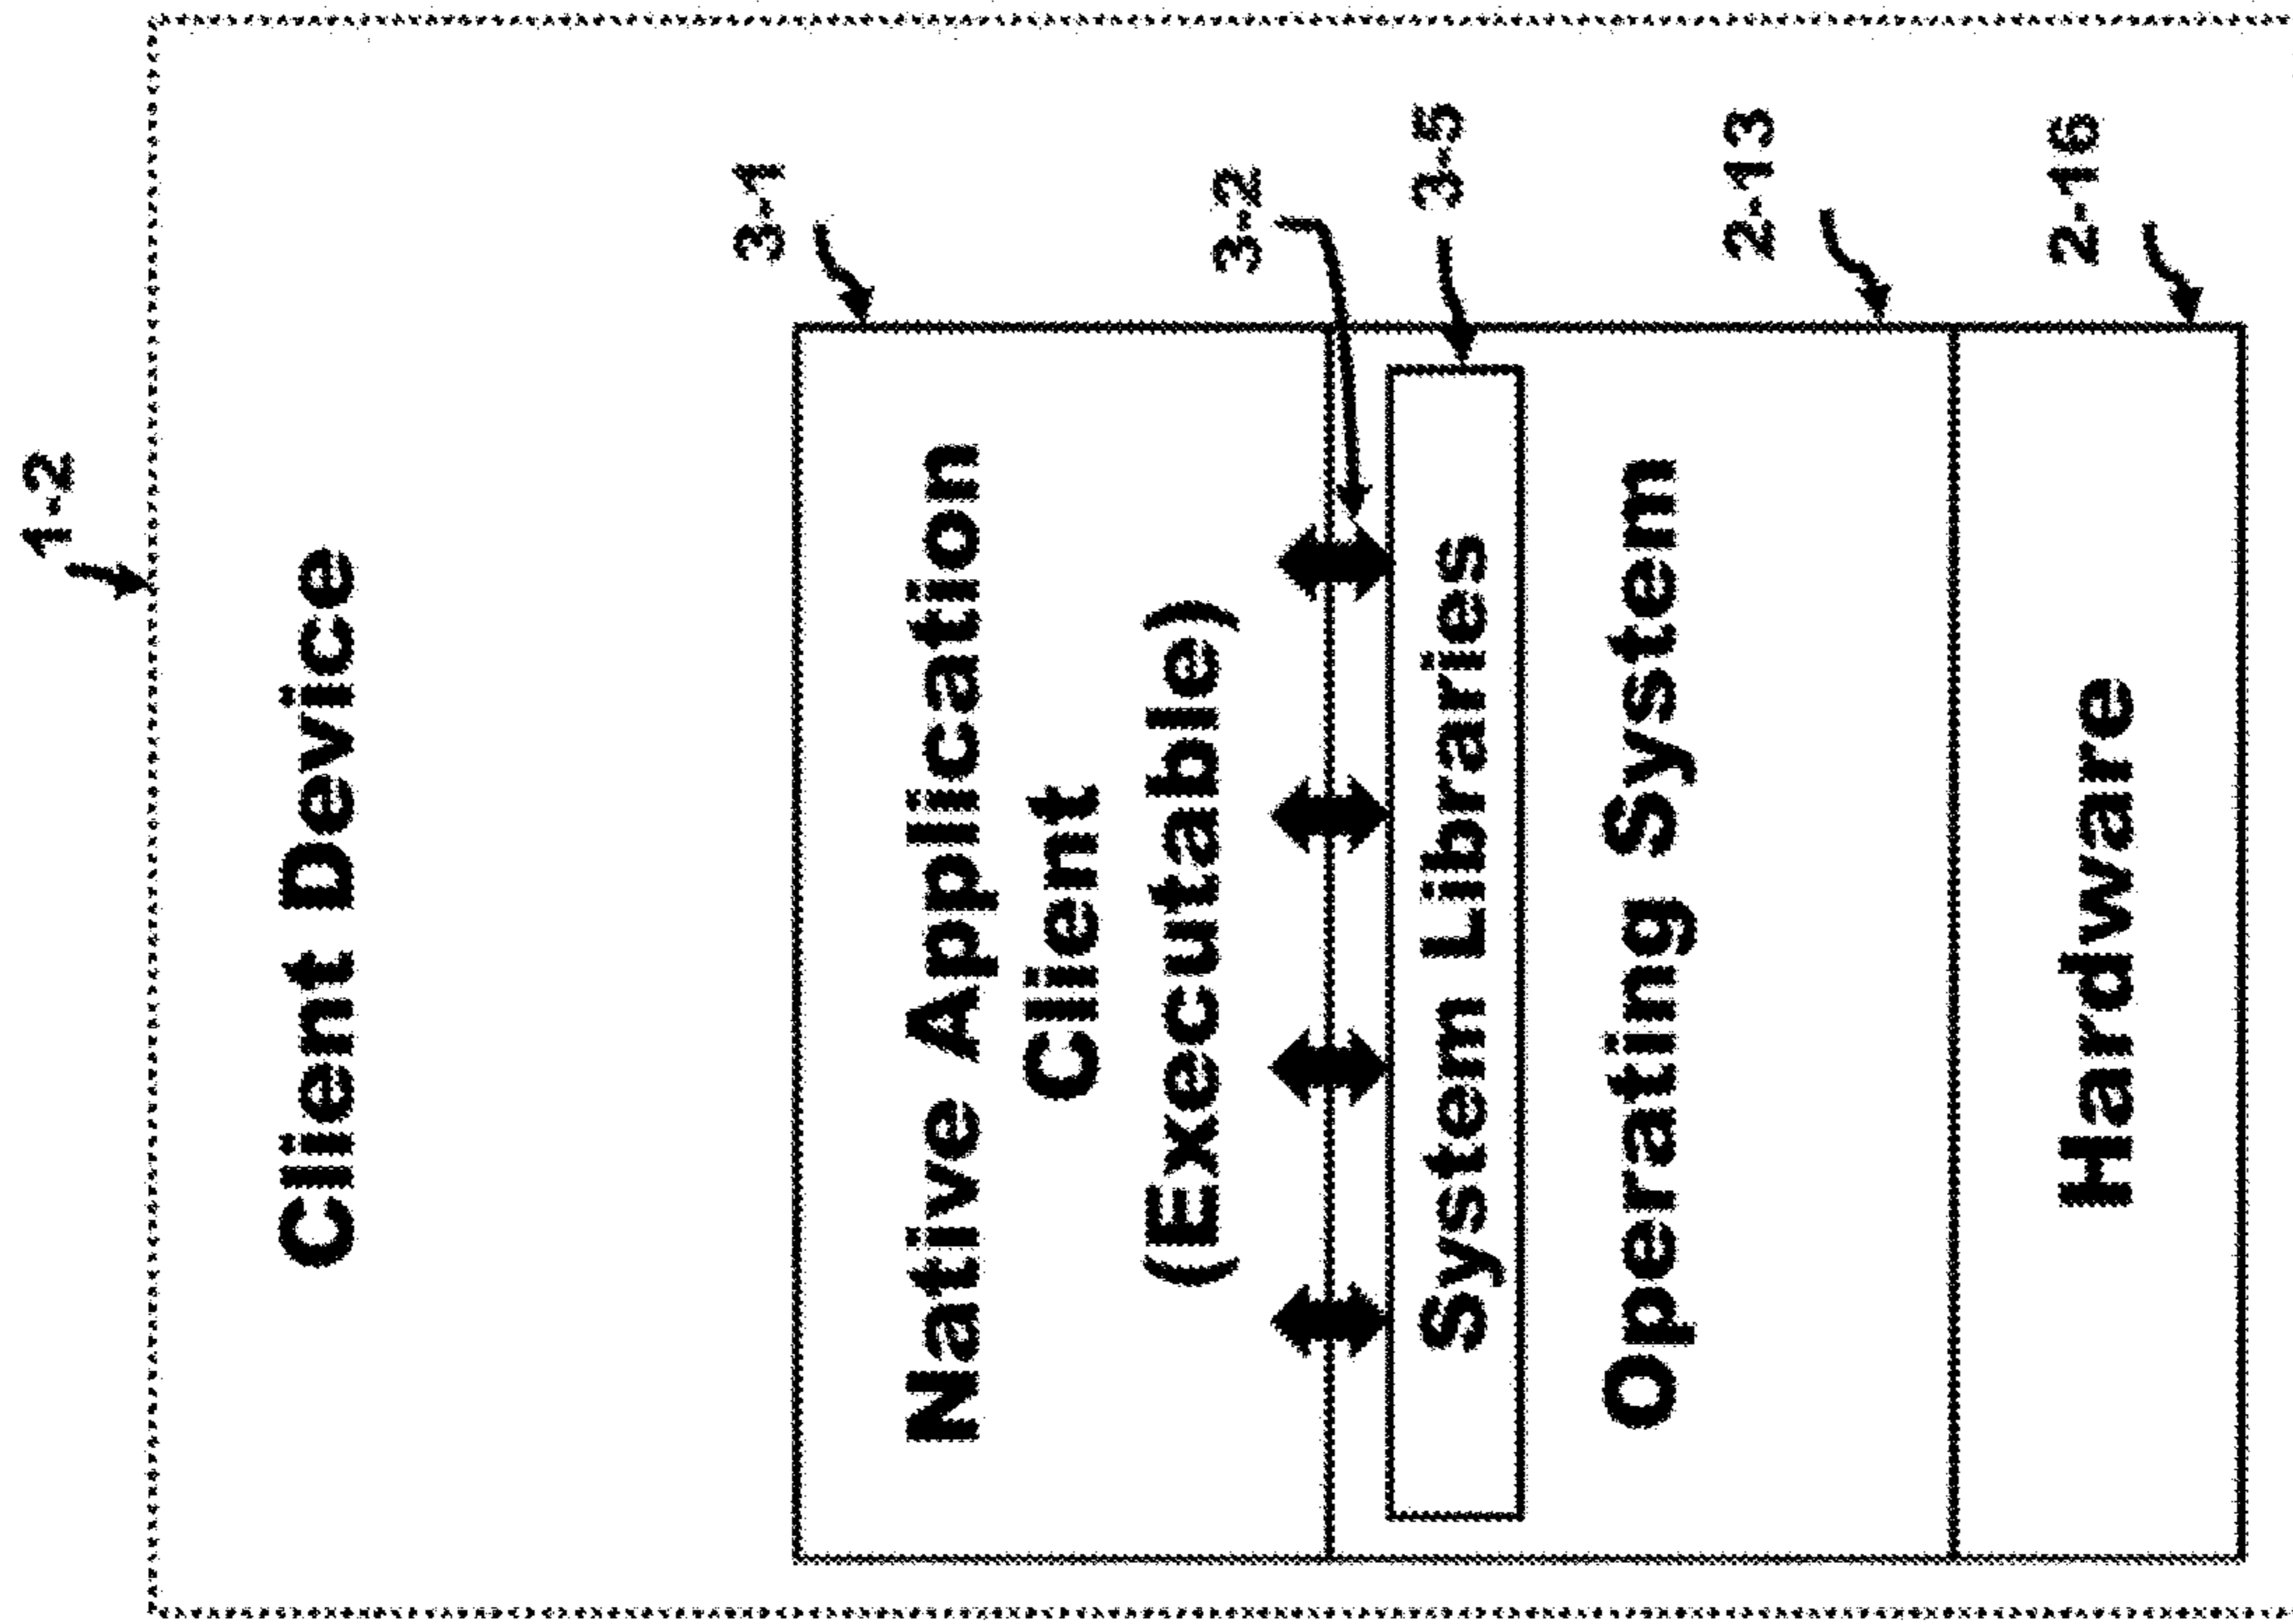 1-2
Client Device
3-1
Native Application
Client
(Executable)
3-2
3-5
System Libraries
Operating System
2-13
Hardware
2-16